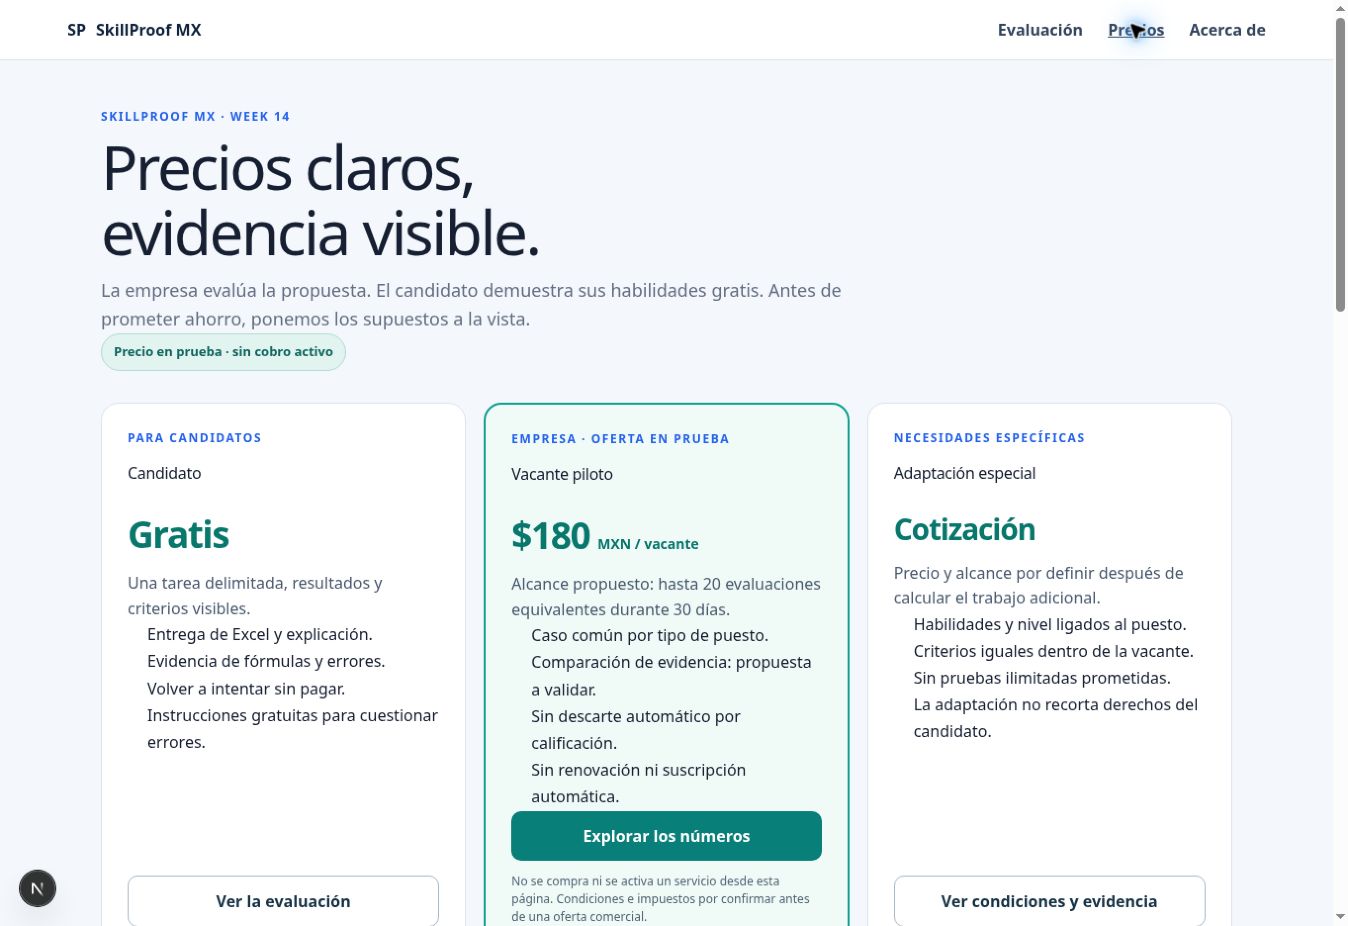 SP SkillProof MX
Evaluación
Precios
Acerca de
SKILLPROOF MX · WEEK 14
Precios claros,
evidencia visible.
La empresa evalúa la propuesta. El candidato demuestra sus habilidades gratis. Antes de
prometer ahorro, ponemos los supuestos a la vista.
Precio en prueba · sin cobro activo
PARA CANDIDATOS
Candidato
Gratis
Una tarea delimitada, resultados y
criterios visibles.
Entrega de Excel y explicación.
Evidencia de fórmulas y errores.
Volver a intentar sin pagar.
Instrucciones gratuitas para cuestionar
errores.
Ver la evaluación
EMPRESA · OFERTA EN PRUEBA
Vacante piloto
$180 MXN / vacante
Alcance propuesto: hasta 20 evaluaciones
equivalentes durante 30 días.
Caso común por tipo de puesto.
Comparación de evidencia: propuesta
a validar.
Sin descarte automático por
calificación.
Sin renovación ni suscripción
automática.
Explorar los números
No se compra ni se activa un servicio desde esta
página. Condiciones e impuestos por confirmar antes
de una oferta comercial.
NECESIDADES ESPECÍFICAS
Adaptación especial
Cotización
Precio y alcance por definir después de
calcular el trabajo adicional.
Habilidades y nivel ligados al puesto.
Criterios iguales dentro de la vacante.
Sin pruebas ilimitadas prometidas.
La adaptación no recorta derechos del
candidato.
Ver condiciones y evidencia
N